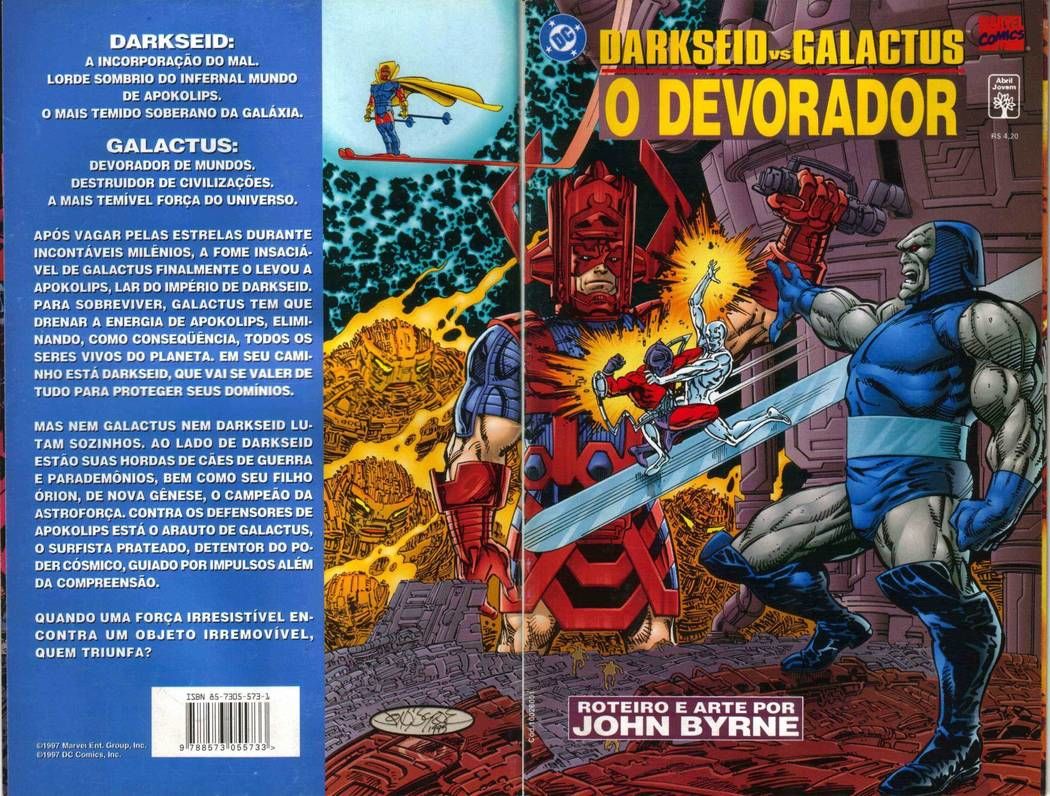 DARKSEID:
A INCORPORAÇÃO DO MAL.
LORDE SOMBRIO DO INFERNAL MUNDO
DE APOKOLIPS.
O MAIS TEMIDO SOBERANO DA GALÁXIA.
GALACTUS:
DEVORADOR DE MUNDOS.
DESTRUIDOR DE CIVILIZAÇÕES.
A MAIS TEMÍVEL FORÇA DO UNIVERSO.
APÓS VAGAR PELAS ESTRELAS DURANTE
INCONTÁVEIS MILÊNIOS, A FOME INSACIÁ-
VEL DE GALACTUS FINALMENTE O LEVOU A
APOKOLIPS, LAR DO IMPÉRIO DE DARKSEID.
PARA SOBREVIVER, GALACTUS TEM QUE
DRENAR A ENERGIA DE APOKOLIPS, ELIMI-
NANDO, COMO CONSEQÜÊNCIA, TODOS OS
SERES VIVOS DO PLANETA. EM SEU CAMI-
NHO ESTÁ DARKSEID, QUE VAI SE VALER DE
TUDO PARA PROTEGER SEUS DOMÍNIOS.
MAS NEM GALACTUS NEM DARKSEID LU-
TAM SOZINHOS. AO LADO DE DARKSEID
ESTÃO SUAS HORDAS DE CÃES DE GUERRA
E PARADEMÔNIOS, BEM COMO SEU FILHO
ÓRION, DE NOVA GÊNESE, O CAMPEÃO DA
ASTROFORÇA. CONTRA OS DEFENSORES DE
APOKOLIPS ESTÁ O ARAUTO DE GALACTUS,
O SURFISTA PRATEADO, DETENTOR DO PO-
DER CÓSMICO, GUIADO POR IMPULSOS ALÉM
DA COMPREENSÃO.
QUANDO UMA FORÇA IRRESISTÍVEL EN-
CONTRA UM OBJETO IRREMOVÍVEL,
QUEM TRIUNFA?
ISBN 85-7305-573-1
9 788573 055733 >
©1997 Marvel Ent. Group, Inc.
©1997 DC Comics, Inc.
DC
DARKSEID VS GALACTUS
O DEVORADOR
MARVEL
COMICS
Abril
Jovem
R$ 4,20
ROTEIRO E ARTE POR
JOHN BYRNE